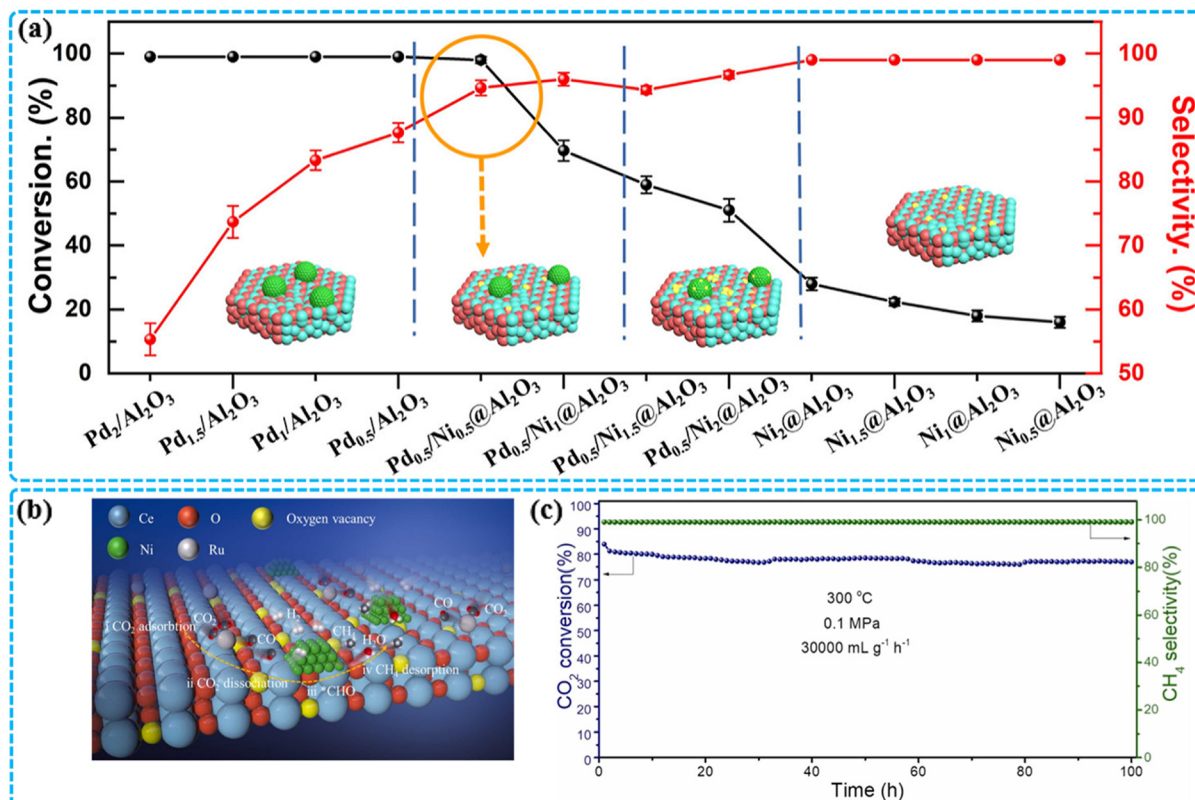 (a)
Conversion. (%)
100
80
60
40
20
0
100
90
80
70
60
50
Selectivity. (%)
Pd₂/Al₂O₃
Pd₁.₅/Al₂O₃
Pd₁/Al₂O₃
Pd₀.₅/Al₂O₃
Pd₀.₅/Ni₀.₅@Al₂O₃
Pd₀.₅/Ni₁@Al₂O₃
Pd₀.₅/Ni₁.₅@Al₂O₃
Pd₀.₅/Ni₂@Al₂O₃
Ni₂@Al₂O₃
Ni₁.₅@Al₂O₃
Ni₁@Al₂O₃
Ni₀.₅@Al₂O₃
(b)
Ce O Oxygen vacancy
Ni Ru
CO₂ H₂ CO CO₂
i CO₂ adsorbtion CO CH₄ H₂O
ii CO₂ dissociation iii *CHO iv CH₄ desorption
(c)
CO₂ conversion(%)
100
90
80
70
60
50
40
30
20
10
0
300 °C
0.1 MPa
30000 mL g⁻¹ h⁻¹
100
80
60
40
20
0
CH₄ selectivity(%)
0 20 40 60 80 100
Time (h)